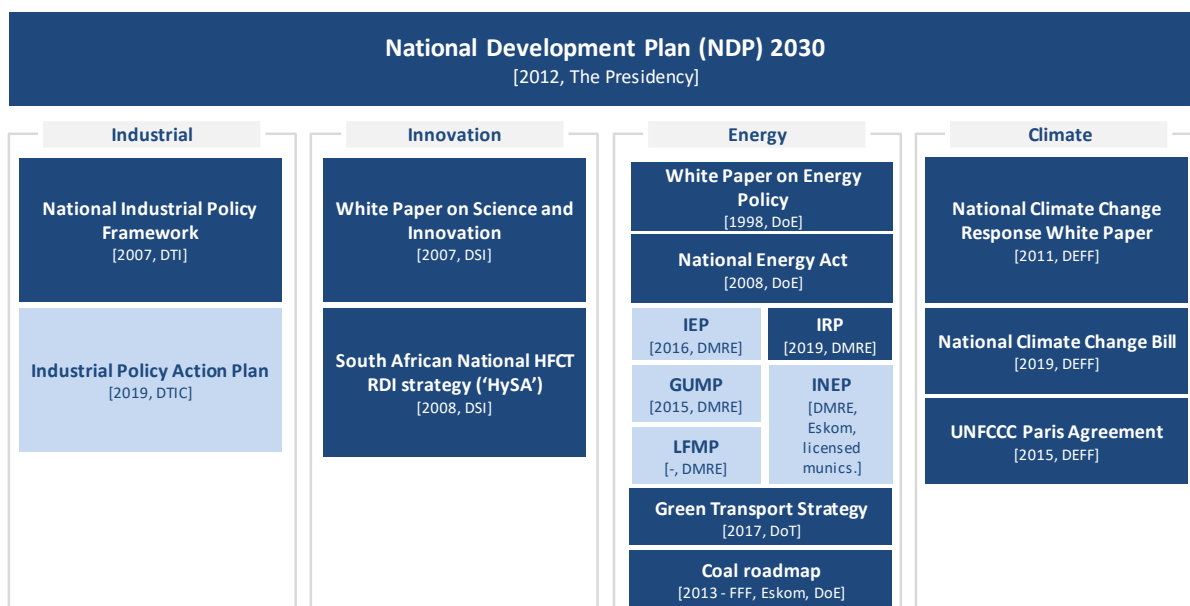 National Development Plan (NDP) 2030
[2012, The Presidency]
Industrial
National Industrial Policy
Framework
[2007, DTI]
Industrial Policy Action Plan
[2019, DTIC]
Innovation
White Paper on Science and
Innovation
[2007, DSI]
South African National HFCT
RDI strategy (‘HySA’)
[2008, DSI]
Energy
White Paper on Energy
Policy
[1998, DoE]
National Energy Act
[2008, DoE]
IEP
[2016, DMRE]
IRP
[2019, DMRE]
GUMP
[2015, DMRE]
LFMP
[-, DMRE]
INEP
[DMRE,
Eskom,
licensed
munics.]
Green Transport Strategy
[2017, DoT]
Coal roadmap
[2013 - FFF, Eskom, DoE]
Climate
National Climate Change
Response White Paper
[2011, DEFF]
National Climate Change Bill
[2019, DEFF]
UNFCCC Paris Agreement
[2015, DEFF]